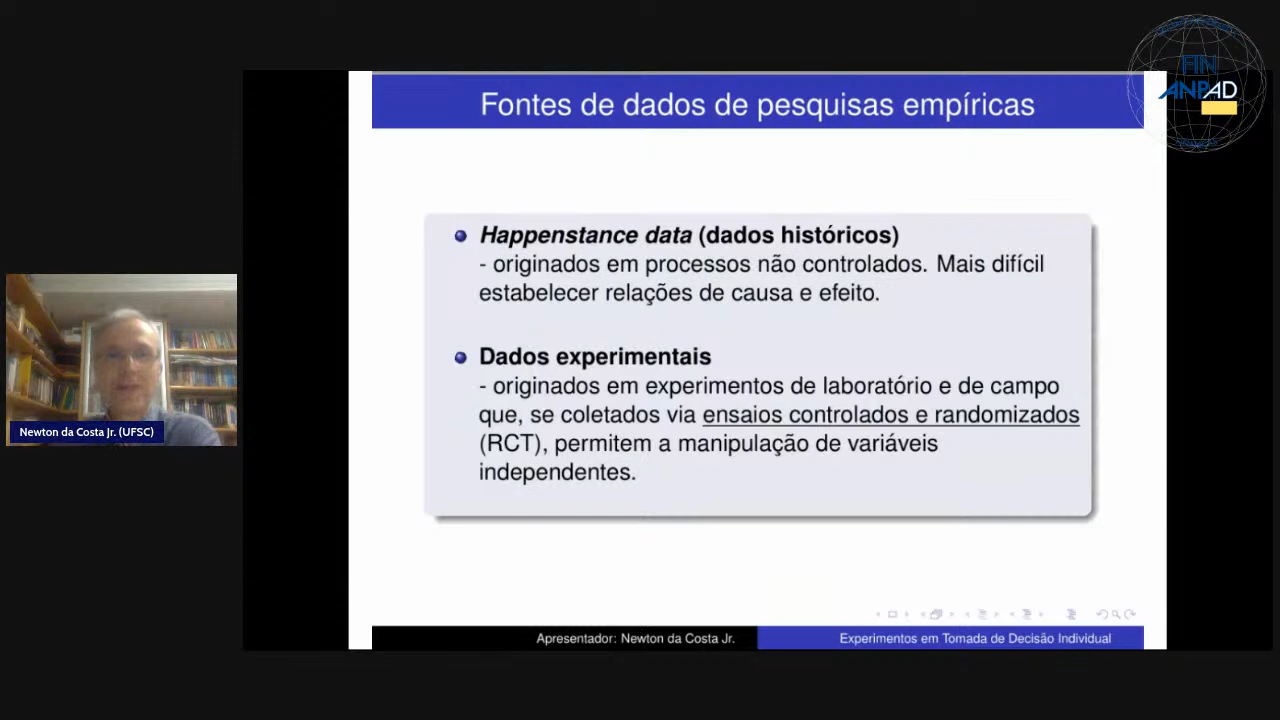 Fontes de dados de pesquisas empíricas
FIN
ANPAD
Happenstance data (dados históricos)
- originados em processos não controlados. Mais difícil
estabelecer relações de causa e efeito.
Dados experimentais
- originados em experimentos de laboratório e de campo
que, se coletados via ensaios controlados e randomizados
(RCT), permitem a manipulação de variáveis
independentes.
Newton da Costa Jr. (UFSC)
Apresentador: Newton da Costa Jr.
Experimentos em Tomada de Decisão Individual